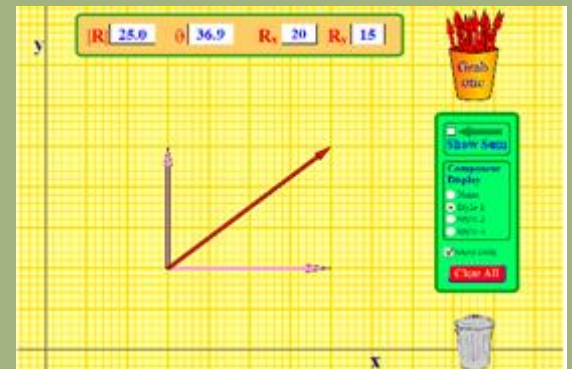 y
|R| 25.0 θ 36.9 Rx 20 Ry 15
Grab
one
Show Sum
Component
Display
Style 1
Clear All
x